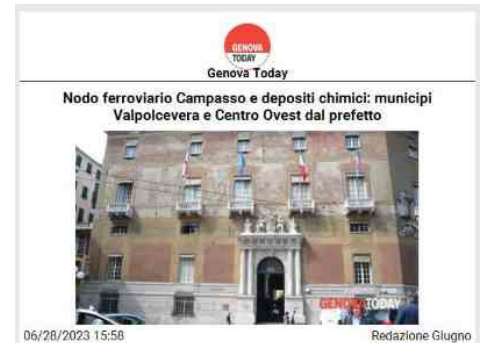 GENOVA
TODAY
Genova Today
Nodo ferroviario Campasso e depositi chimici: municipi
Valpolcevera e Centro Ovest dal prefetto
GENOVATODAY
06/28/2023 15:58
Redazione Giugno